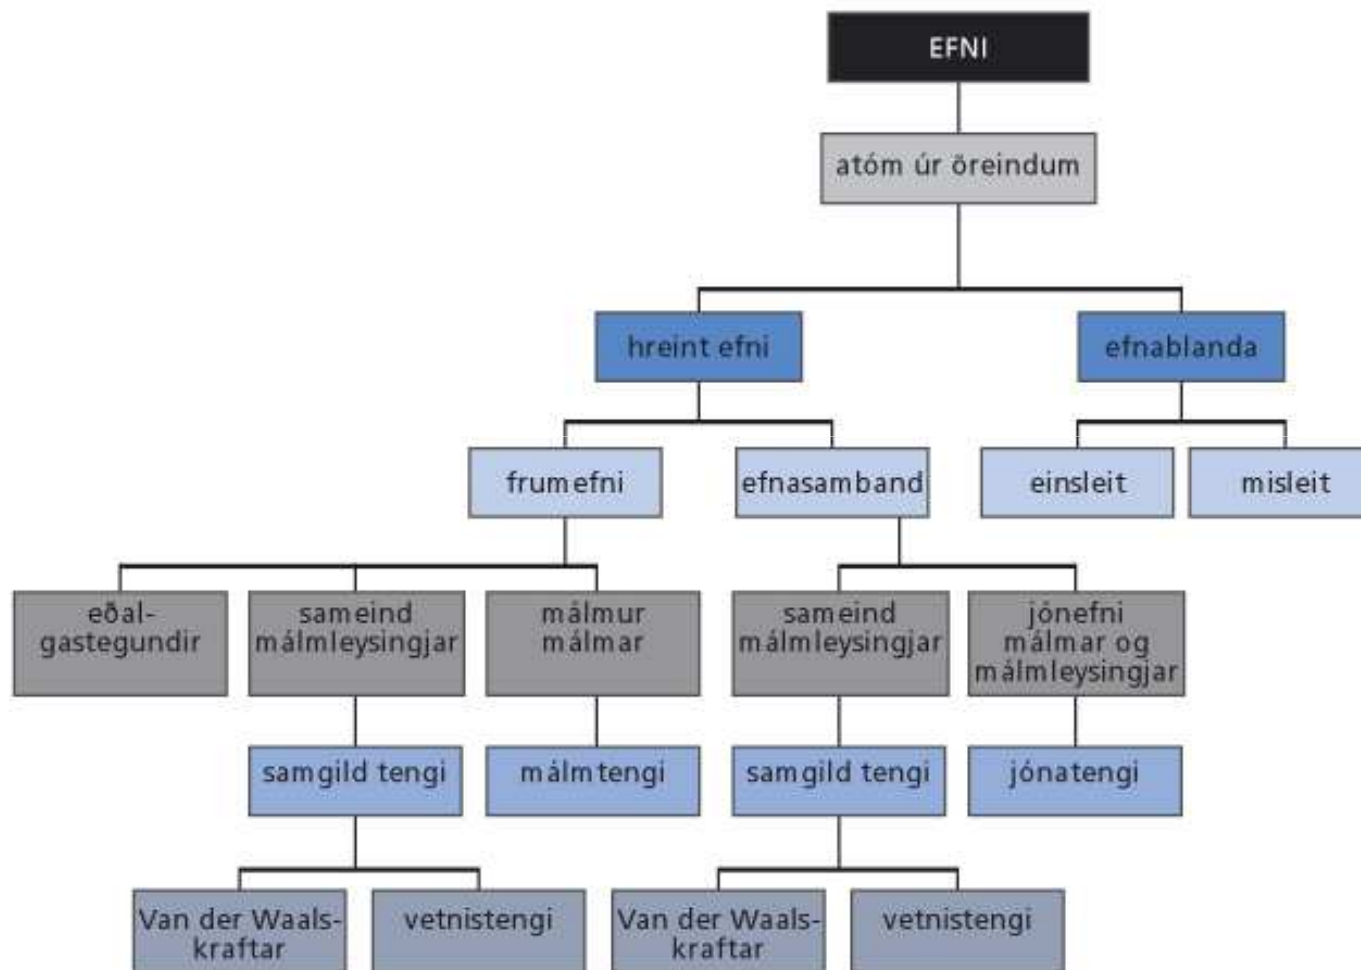 EFNI
atóm úr öreindum
hreint efni
efnablanda
frumefni
efnasamband
einsleit
misleit
eðal-
gastegundir
sameind
málmleysingjar
málmur
málmar
sameind
málmleysingjar
jónefni
málmar og
málmleysingjar
samgild tengi
málmtengi
samgild tengi
jónatengi
Van der Waals-
kraftar
vetnistengi
Van der Waals-
kraftar
vetnistengi